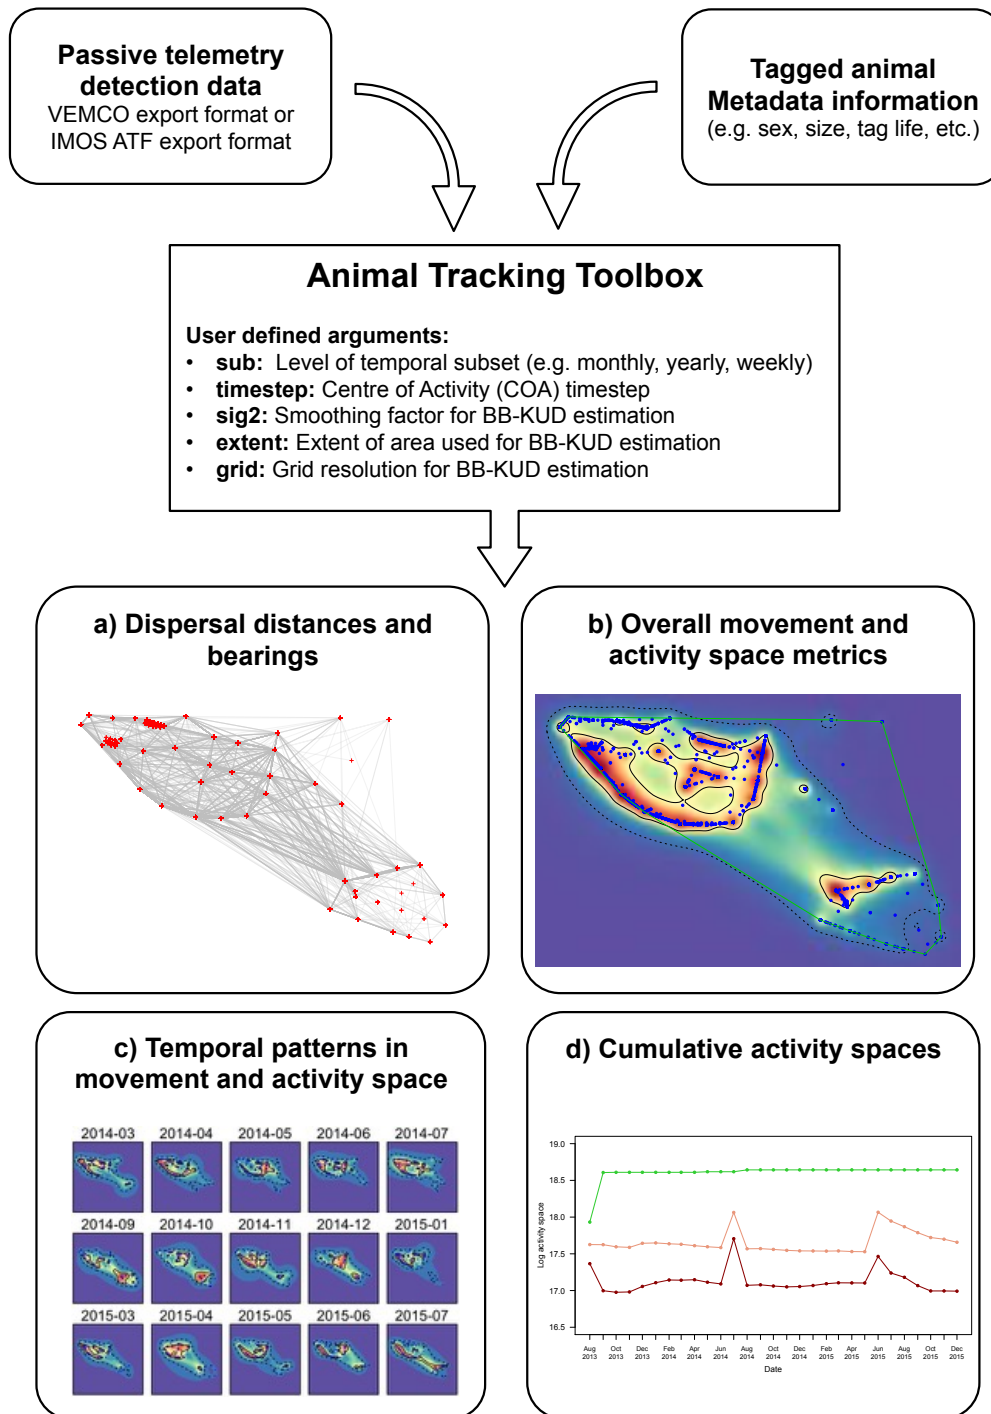 Passive telemetry
detection data
VEMCO export format or
IMOS ATF export format
Tagged animal
Metadata information
(e.g. sex, size, tag life, etc.)
Animal Tracking Toolbox
User defined arguments:
• sub: Level of temporal subset (e.g. monthly, yearly, weekly)
• timestep: Centre of Activity (COA) timestep
• sig2: Smoothing factor for BB-KUD estimation
• extent: Extent of area used for BB-KUD estimation
• grid: Grid resolution for BB-KUD estimation
a) Dispersal distances and
bearings
b) Overall movement and
activity space metrics
c) Temporal patterns in
movement and activity space
2014-03 2014-04 2014-05 2014-06 2014-07
2014-09 2014-10 2014-11 2014-12 2015-01
2015-03 2015-04 2015-05 2015-06 2015-07
d) Cumulative activity spaces
19.0
18.5
18.0
17.5
17.0
16.5
Log activity space
Aug Oct Dec Feb Apr Jun Aug Oct Dec Feb Apr Jun Aug Oct Dec
2013 2013 2013 2014 2014 2014 2014 2014 2014 2015 2015 2015 2015 2015 2015
Date